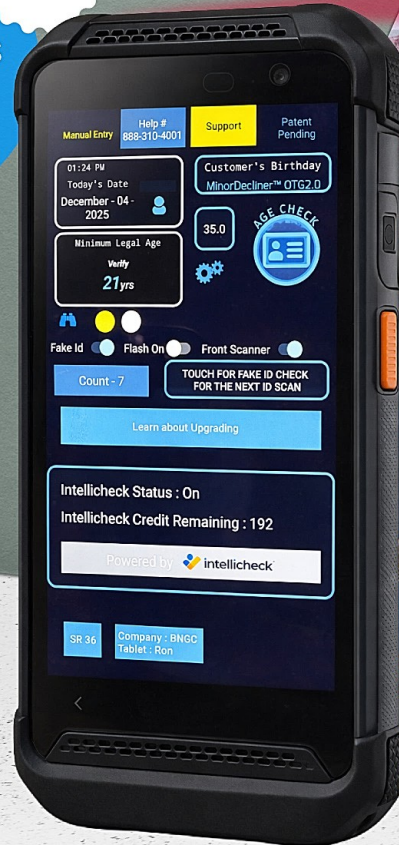 Manual Entry
Help #
888-310-4001
Support
Patent
Pending
01:24 PM
Today's Date
December - 04 -
2025
Customer's Birthday
MinorDecliner™ OTG2.0
Minimum Legal Age
Verify
21yrs
35.0
AGE CHECK
Fake Id
Flash On
Front Scanner
Count - 7
TOUCH FOR FAKE ID CHECK
FOR THE NEXT ID SCAN
Learn about Upgrading
Intellicheck Status : On
Intellicheck Credit Remaining : 192
Powered by intellicheck
SR 36
Company : BNGC
Tablet : Ron